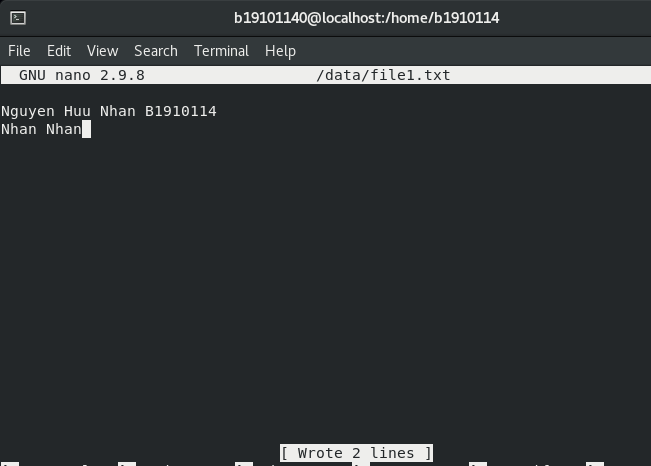 b19101140@localhost:/home/b1910114
File Edit View Search Terminal Help
GNU nano 2.9.8 /data/file1.txt
Nguyen Huu Nhan B1910114
Nhan Nhan
[ Wrote 2 lines ]